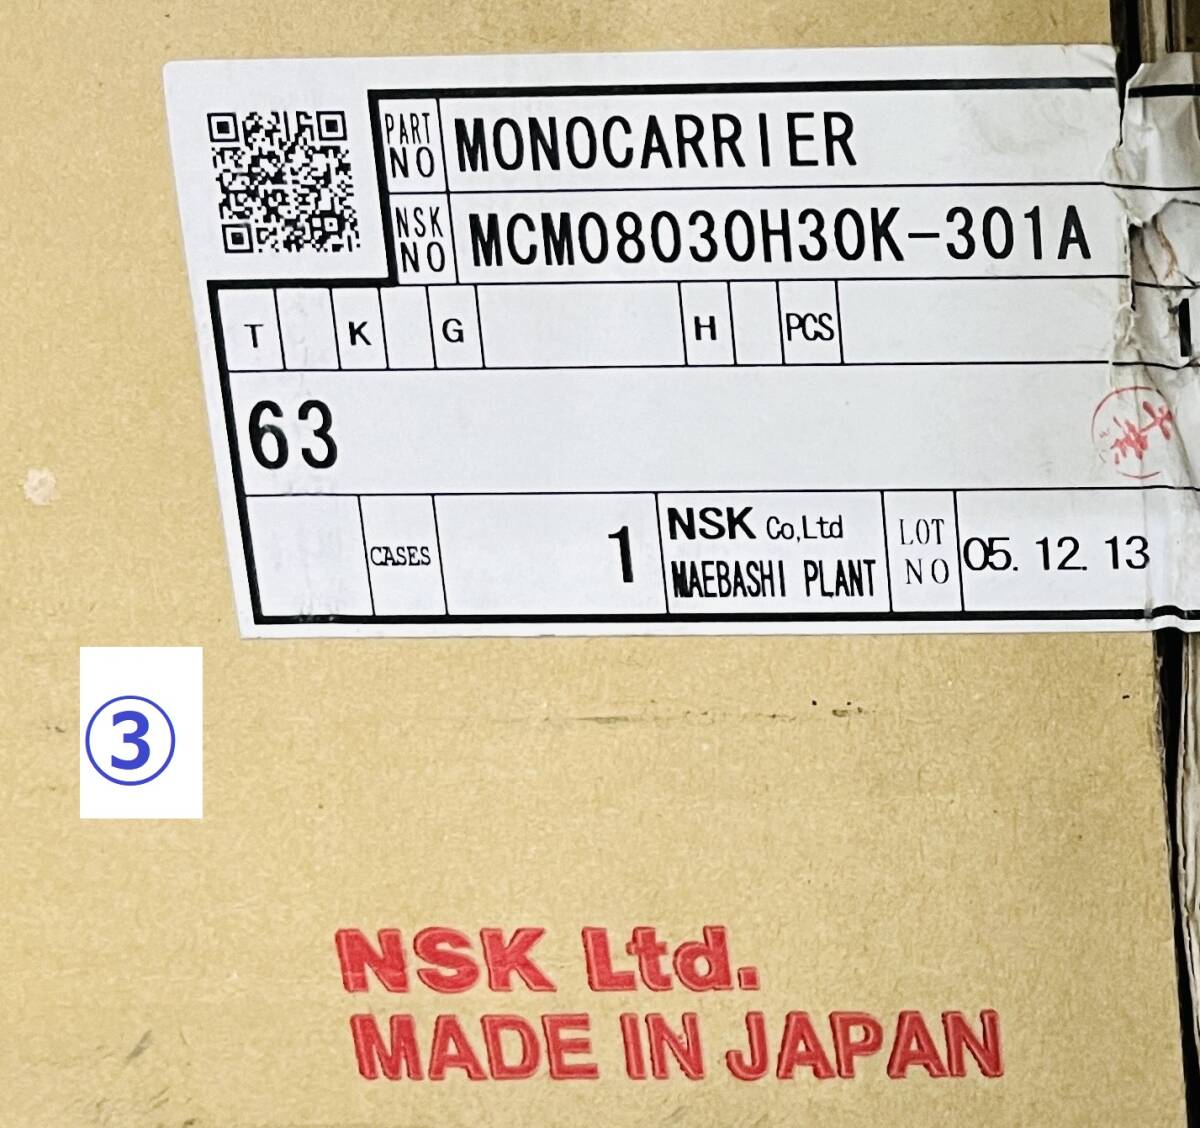 PART NO MONOCARRIER
NSK NO MCM08030H30K-301A
T K G H PCS 1
63
CASES 1 NSK Co,Ltd MAEBASHI PLANT LOT NO 05. 12. 13
③
NSK Ltd.
MADE IN JAPAN